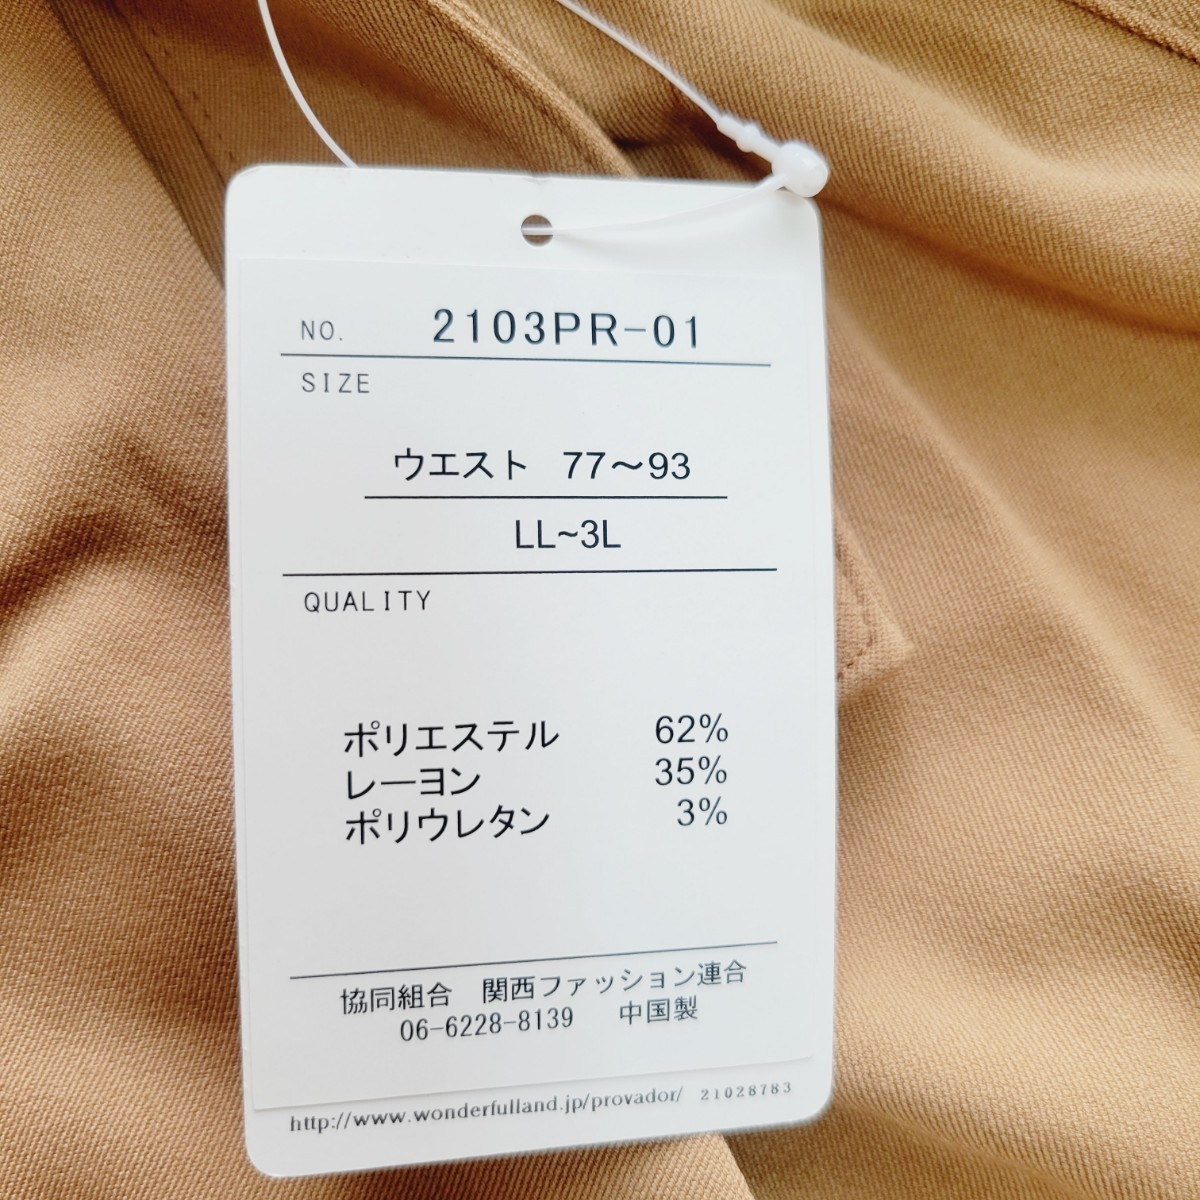 NO. 2103PR-01
SIZE
ウエスト 77～93
LL~3L
QUALITY
ポリエステル 62%
レーヨン 35%
ポリウレタン 3%
協同組合 関西ファッション連合
06-6228-8139 中国製
http://www.wonderfulland.jp/provador/ 21028783